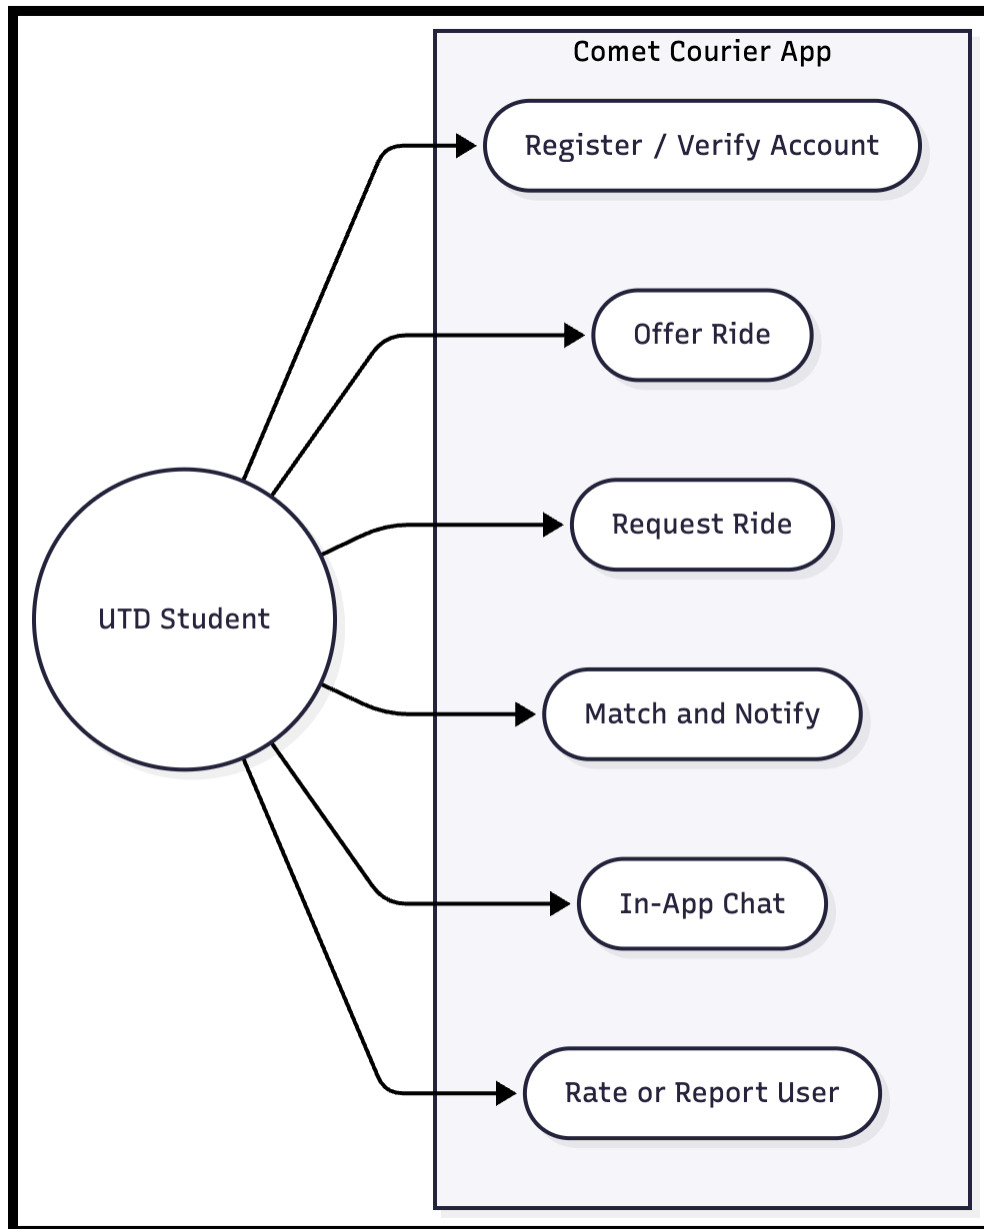 Comet Courier App
Register / Verify Account
Offer Ride
Request Ride
UTD Student
Match and Notify
In-App Chat
Rate or Report User